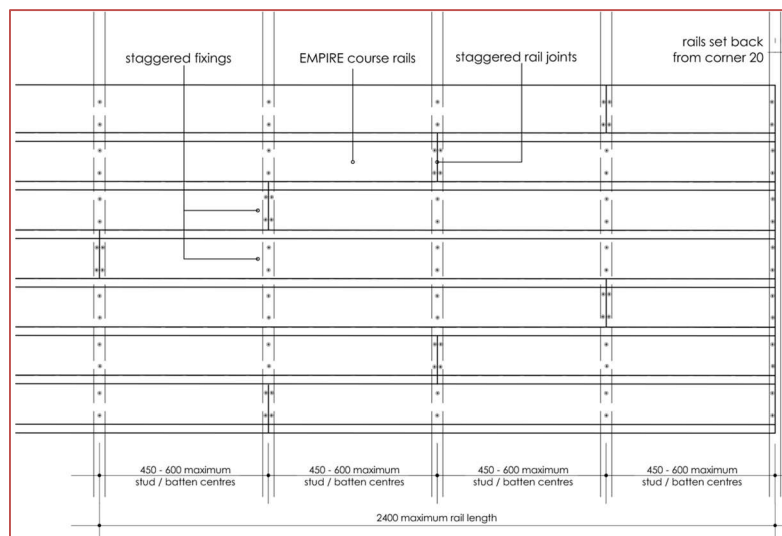 rails set back
from corner 20
staggered fixings
EMPIRE course rails
staggered rail joints
450 - 600 maximum
stud / batten centres
450 - 600 maximum
stud / batten centres
450 - 600 maximum
stud / batten centres
450 - 600 maximum
stud / batten centres
2400 maximum rail length